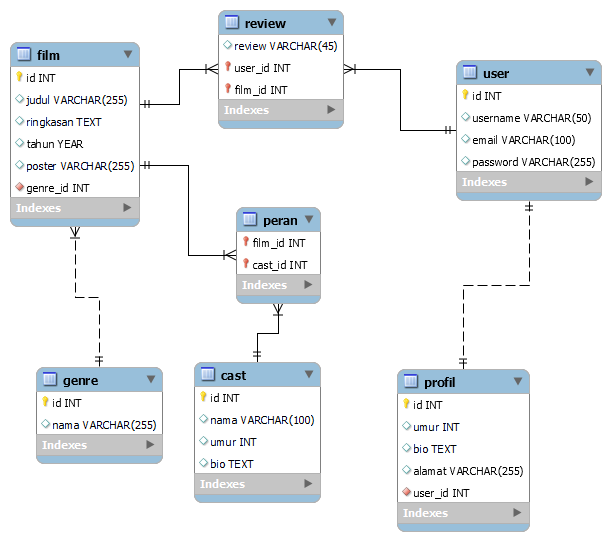 film
id INT
judul VARCHAR(255)
ringkasan TEXT
tahun YEAR
poster VARCHAR(255)
genre_id INT
Indexes
review
review VARCHAR(45)
user_id INT
film_id INT
Indexes
user
id INT
username VARCHAR(50)
email VARCHAR(100)
password VARCHAR(255)
Indexes
peran
film_id INT
cast_id INT
Indexes
genre
id INT
nama VARCHAR(255)
Indexes
cast
id INT
nama VARCHAR(100)
umur INT
bio TEXT
Indexes
profil
id INT
umur INT
bio TEXT
alamat VARCHAR(255)
user_id INT
Indexes